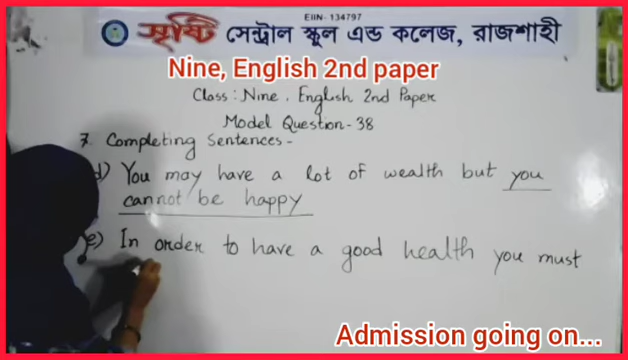 EIIN- 134797
সৃষ্টি সেন্ট্রাল স্কুল এন্ড কলেজ, রাজশাহী
Nine, English 2nd paper
Class : Nine . English 2nd Paper
Model Question-38
7. Completing Sentences -
d) You may have a lot of wealth but you
cannot be happy
e) In order to have a good health you must
Admission going on...